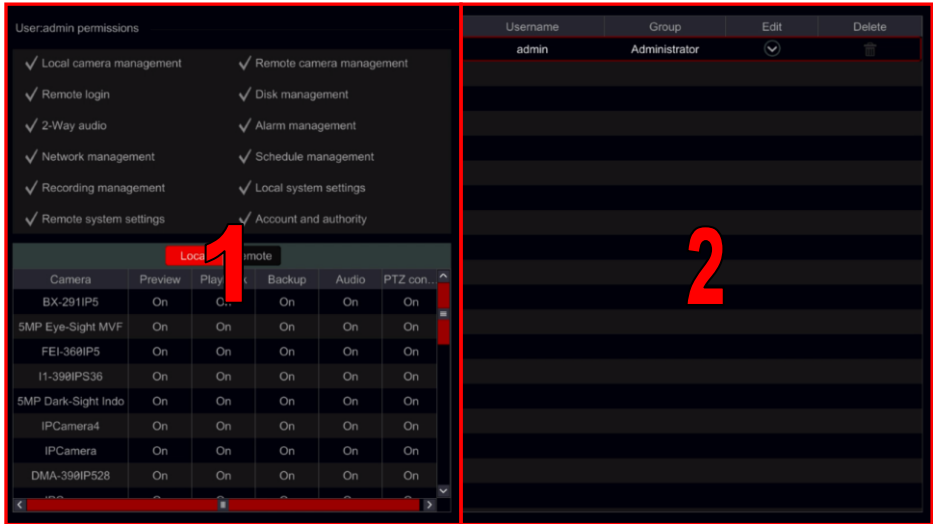 User:admin permissions
Local camera management Remote camera management
Remote login Disk management
2-Way audio Alarm management
Network management Schedule management
Recording management Local system settings
Remote system settings Account and authority
1
Camera Preview Backup Audio PTZ con...
BX-291IP5 On On On On On
5MP Eye-Sight MVF On On On On On
FEI-360IP5 On On On On On
I1-390IPS36 On On On On On
5MP Dark-Sight Indo On On On On On
IPCamera4 On On On On On
IPCamera On On On On On
DMA-390IP528 On On On On On
Username Group Edit Delete
admin Administrator
2